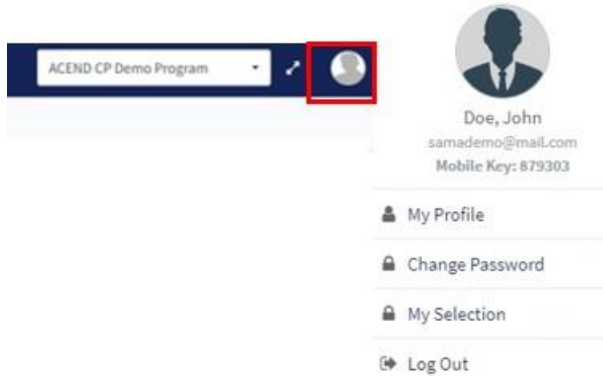 ACEND CP Demo Program
Doe, John
samademo@mail.com
Mobile Key: 879303
My Profile
Change Password
My Selection
Log Out